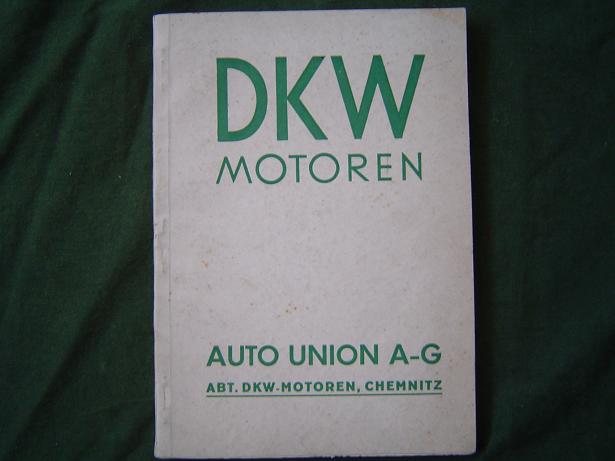 DKW
MOTOREN
AUTO UNION A-G
ABT. DKW-MOTOREN, CHEMNITZ